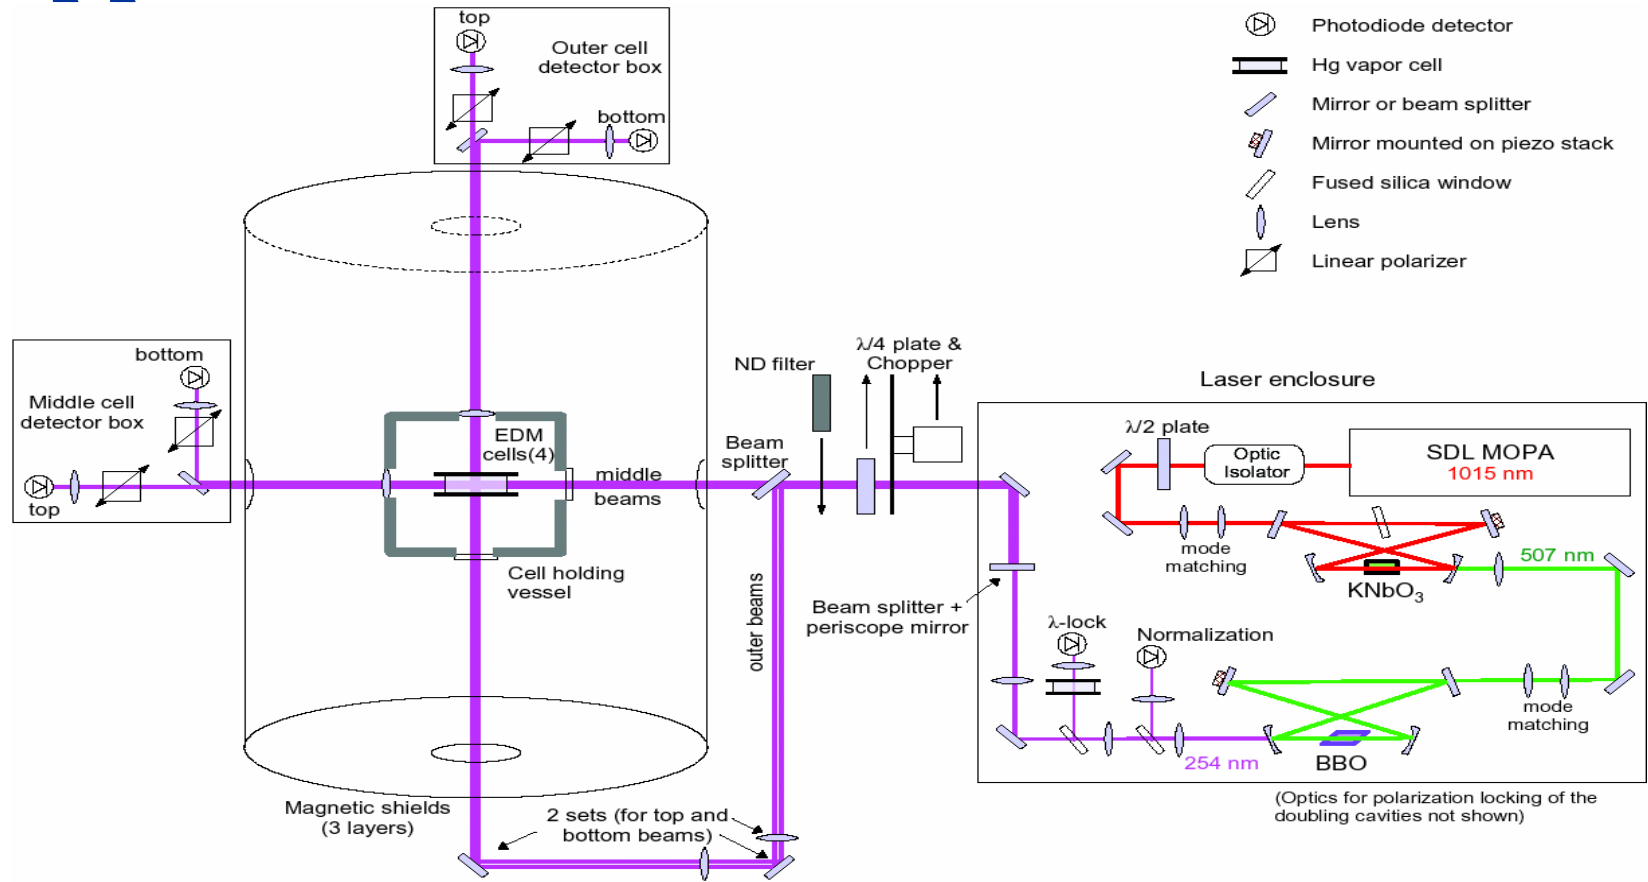 top
Outer cell
detector box
bottom
Photodiode detector
Hg vapor cell
Mirror or beam splitter
Mirror mounted on piezo stack
Fused silica window
Lens
Linear polarizer
bottom
Middle cell
detector box
top
EDM
cells(4)
middle
beams
Cell holding
vessel
Magnetic shields
(3 layers)
2 sets (for top and
bottom beams)
outer beams
Beam
splitter
ND filter
λ/4 plate &
Chopper
Beam splitter +
periscope mirror
Laser enclosure
λ/2 plate
Optic
Isolator
SDL MOPA
1015 nm
mode
matching
KNbO3
507 nm
λ-lock
Normalization
mode
matching
254 nm
BBO
(Optics for polarization locking of the
doubling cavities not shown)